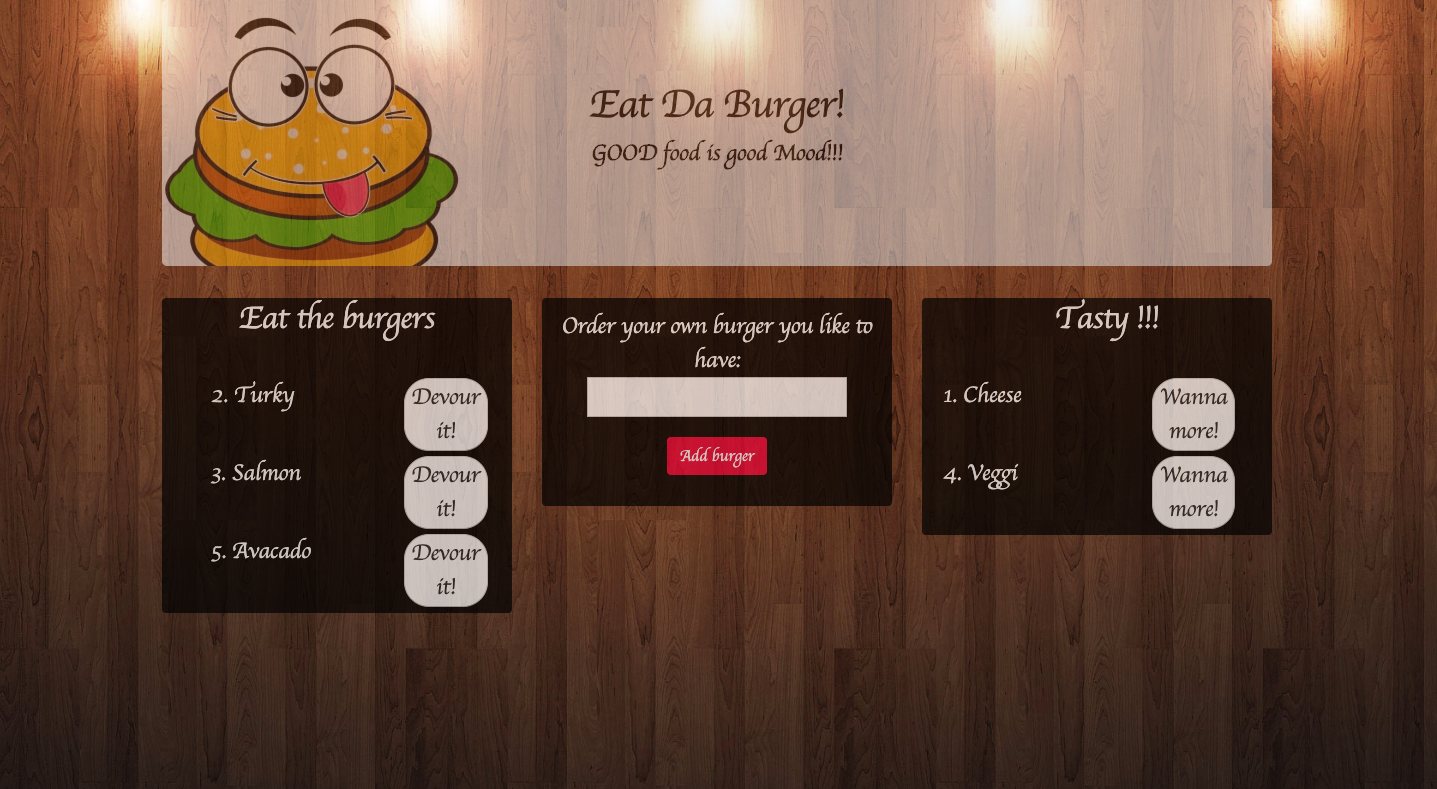 Eat Da Burger!
GOOD food is good Mood!!!
Eat the burgers
2. Turky
Devour
it!
3. Salmon
Devour
it!
5. Avacado
Devour
it!
Order your own burger you like to
have:
Add burger
Tasty !!!
1. Cheese
Wanna
more!
4. Veggi
Wanna
more!